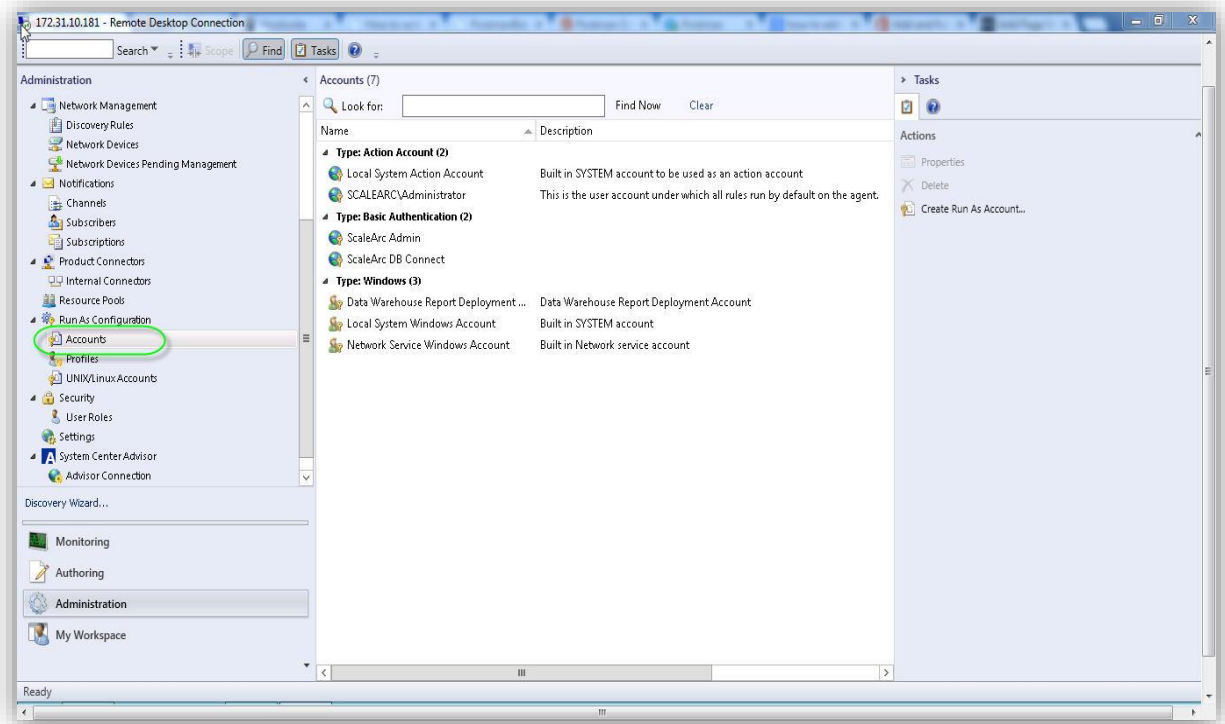 172.31.10.181 - Remote Desktop Connection
Search Scope Find Tasks
Administration
Network Management
Discovery Rules
Network Devices
Network Devices Pending Management
Notifications
Channels
Subscribers
Subscriptions
Product Connectors
Internal Connectors
Resource Pools
Run As Configuration
Accounts
Profiles
UNIX/Linux Accounts
Security
User Roles
Settings
System Center Advisor
Advisor Connection
Discovery Wizard...
Monitoring
Authoring
Administration
My Workspace
Accounts (7)
Look for: Find Now Clear
Name Description
Type: Action Account (2)
Local System Action Account Built in SYSTEM account to be used as an action account
SCALEARC\Administrator This is the user account under which all rules run by default on the agent.
Type: Basic Authentication (2)
ScaleArc Admin
ScaleArc DB Connect
Type: Windows (3)
Data Warehouse Report Deployment ... Data Warehouse Report Deployment Account
Local System Windows Account Built in SYSTEM account
Network Service Windows Account Built in Network service account
Tasks
Actions
Properties
Delete
Create Run As Account...
Ready